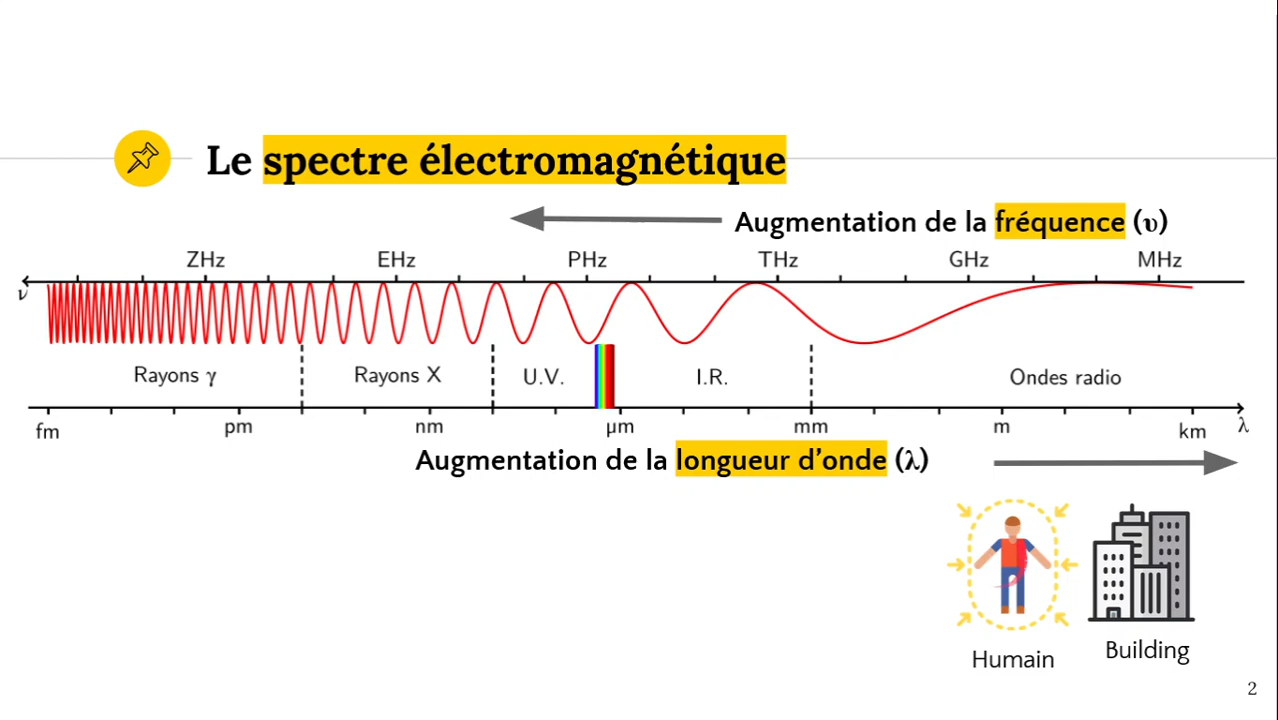 Le spectre électromagnétique
Augmentation de la fréquence (υ)
ZHz EHz PHz THz GHz MHz
ν
Rayons γ Rayons X U.V. I.R. Ondes radio
fm pm nm μm mm m km λ
Augmentation de la longueur d’onde (λ)
Humain Building
2